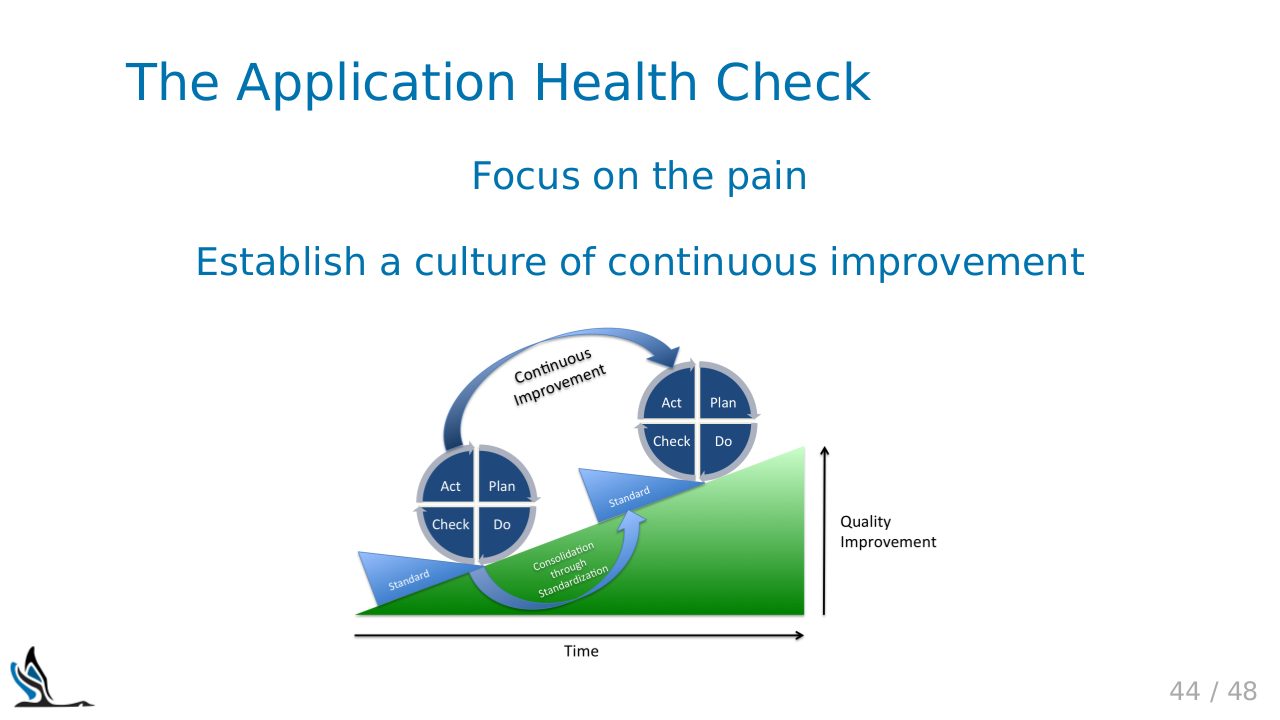 The Application Health Check
Focus on the pain
Establish a culture of continuous improvement
Continuous
Improvement
Act
Plan
Check
Do
Act
Plan
Check
Do
Standard
Standard
Consolidation
through
Standardization
Quality
Improvement
Time
44 / 48